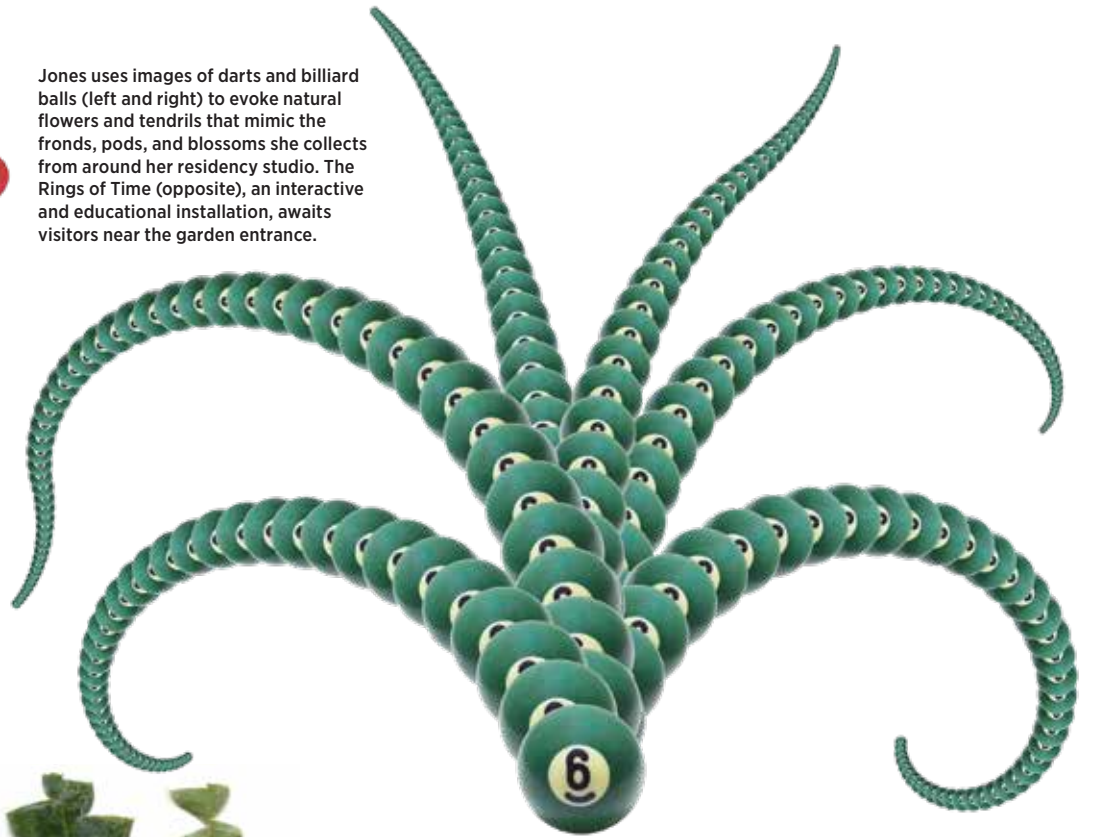 Jones uses images of darts and billiard
balls (left and right) to evoke natural
flowers and tendrils that mimic the
fronds, pods, and blossoms she collects
from around her residency studio. The
Rings of Time (opposite), an interactive
and educational installation, awaits
visitors near the garden entrance.
6